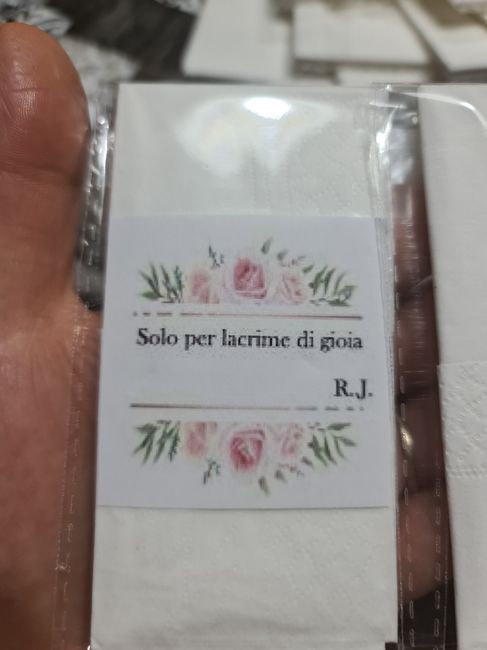 Solo per lacrime di gioia
R.J.